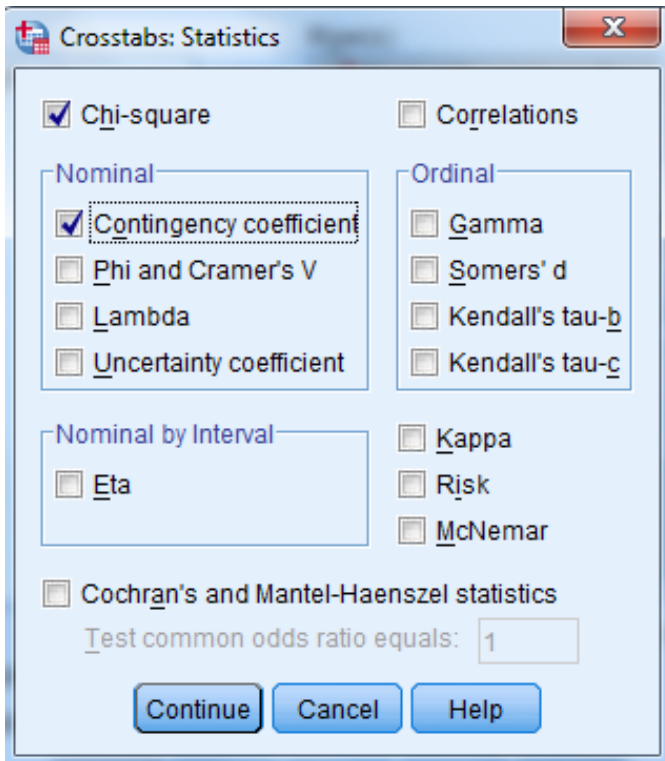 Crosstabs: Statistics
Chi-square
Correlations
Nominal
Contingency coefficient
Phi and Cramer's V
Lambda
Uncertainty coefficient
Ordinal
Gamma
Somers' d
Kendall's tau-b
Kendall's tau-c
Nominal by Interval
Eta
Kappa
Risk
McNemar
Cochran's and Mantel-Haenszel statistics
Test common odds ratio equals: 1
Continue Cancel Help